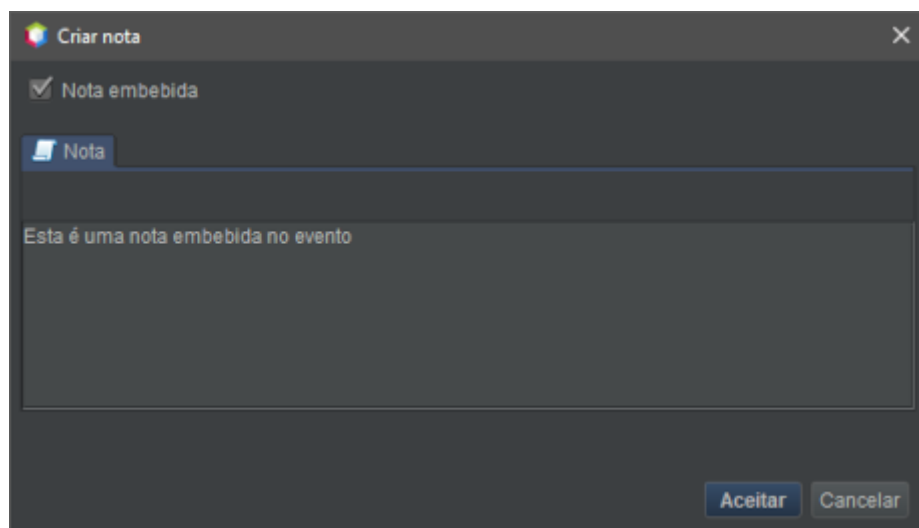 Criar nota
Nota embebida
Nota
Esta é uma nota embebida no evento
Aceitar Cancelar